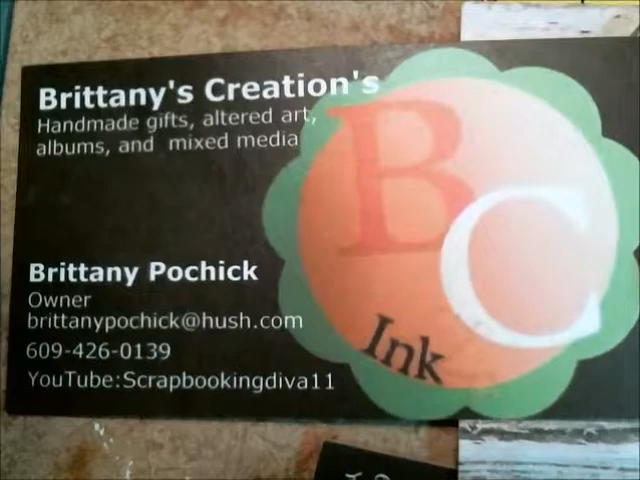 Brittany's Creation's
Handmade gifts, altered art,
albums, and mixed media
BC
Ink
Brittany Pochick
Owner
brittanypochick@hush.com
609-426-0139
YouTube:Scrapbookingdiva11